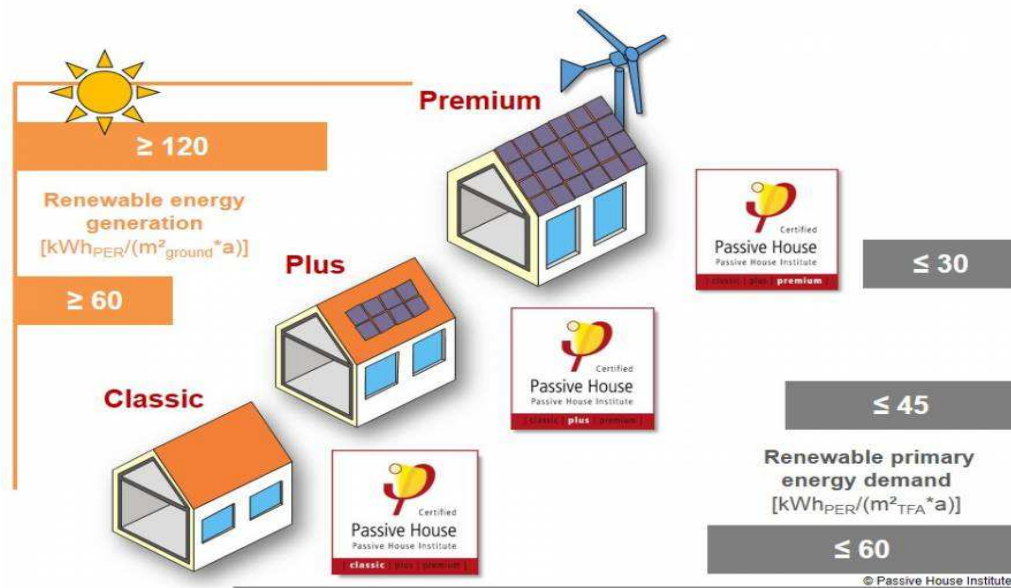 Premium
≥ 120
Renewable energy
generation
[kWhPER/(m²ground*a)]
≥ 60
Plus
Classic
Certified
Passive House
Passive House Institute
| classic | plus | premium |
≤ 30
Certified
Passive House
Passive House Institute
| classic | plus | premium |
≤ 45
Certified
Passive House
Passive House Institute
| classic | plus | premium |
Renewable primary
energy demand
[kWhPER/(m²TFA*a)]
≤ 60
© Passive House Institute